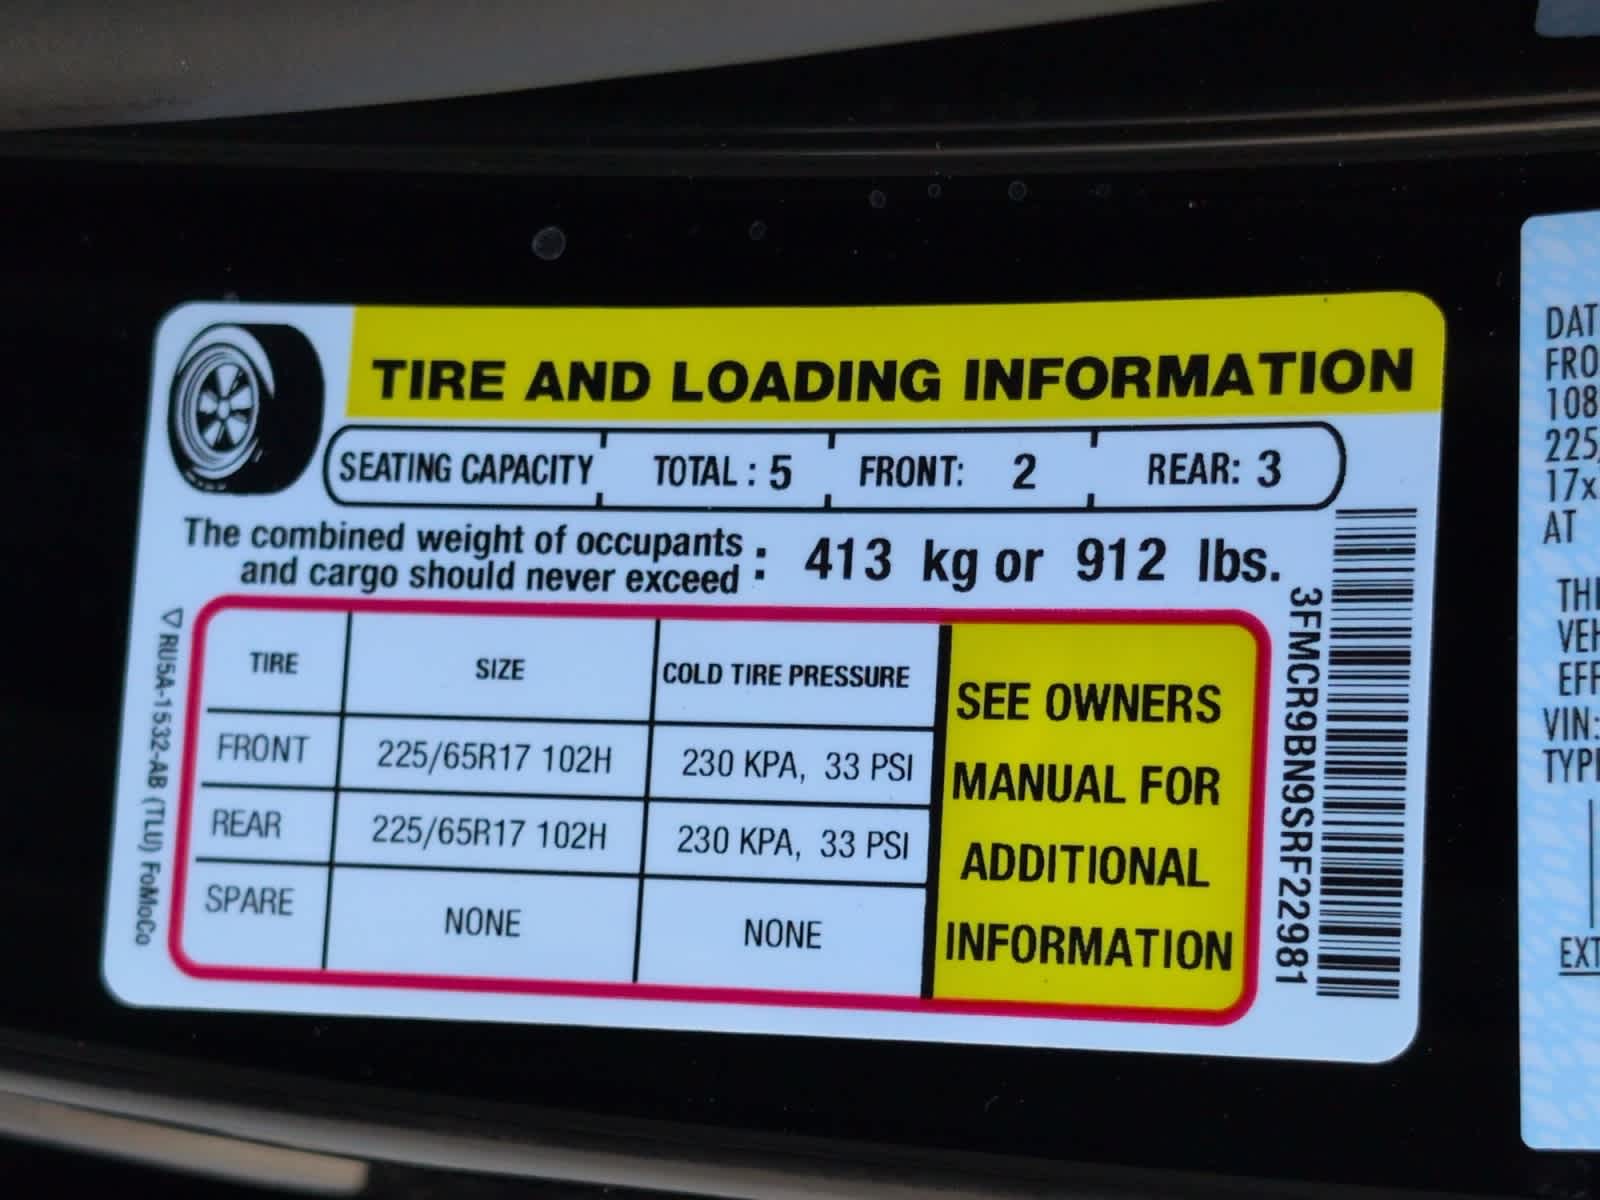 TIRE AND LOADING INFORMATION
SEATING CAPACITY TOTAL : 5 FRONT: 2 REAR: 3
The combined weight of occupants
and cargo should never exceed : 413 kg or 912 lbs.
TIRE SIZE COLD TIRE PRESSURE
FRONT 225/65R17 102H 230 KPA, 33 PSI
REAR 225/65R17 102H 230 KPA, 33 PSI
SPARE NONE NONE
SEE OWNERS
MANUAL FOR
ADDITIONAL
INFORMATION
3FMCR9BN9SRF22981
RU5A-1532-AB (TLU) FoMoCo
DAT
FRO
108
225/
17x
AT
THI
VEH
EFF
VIN:
TYPE
EXT